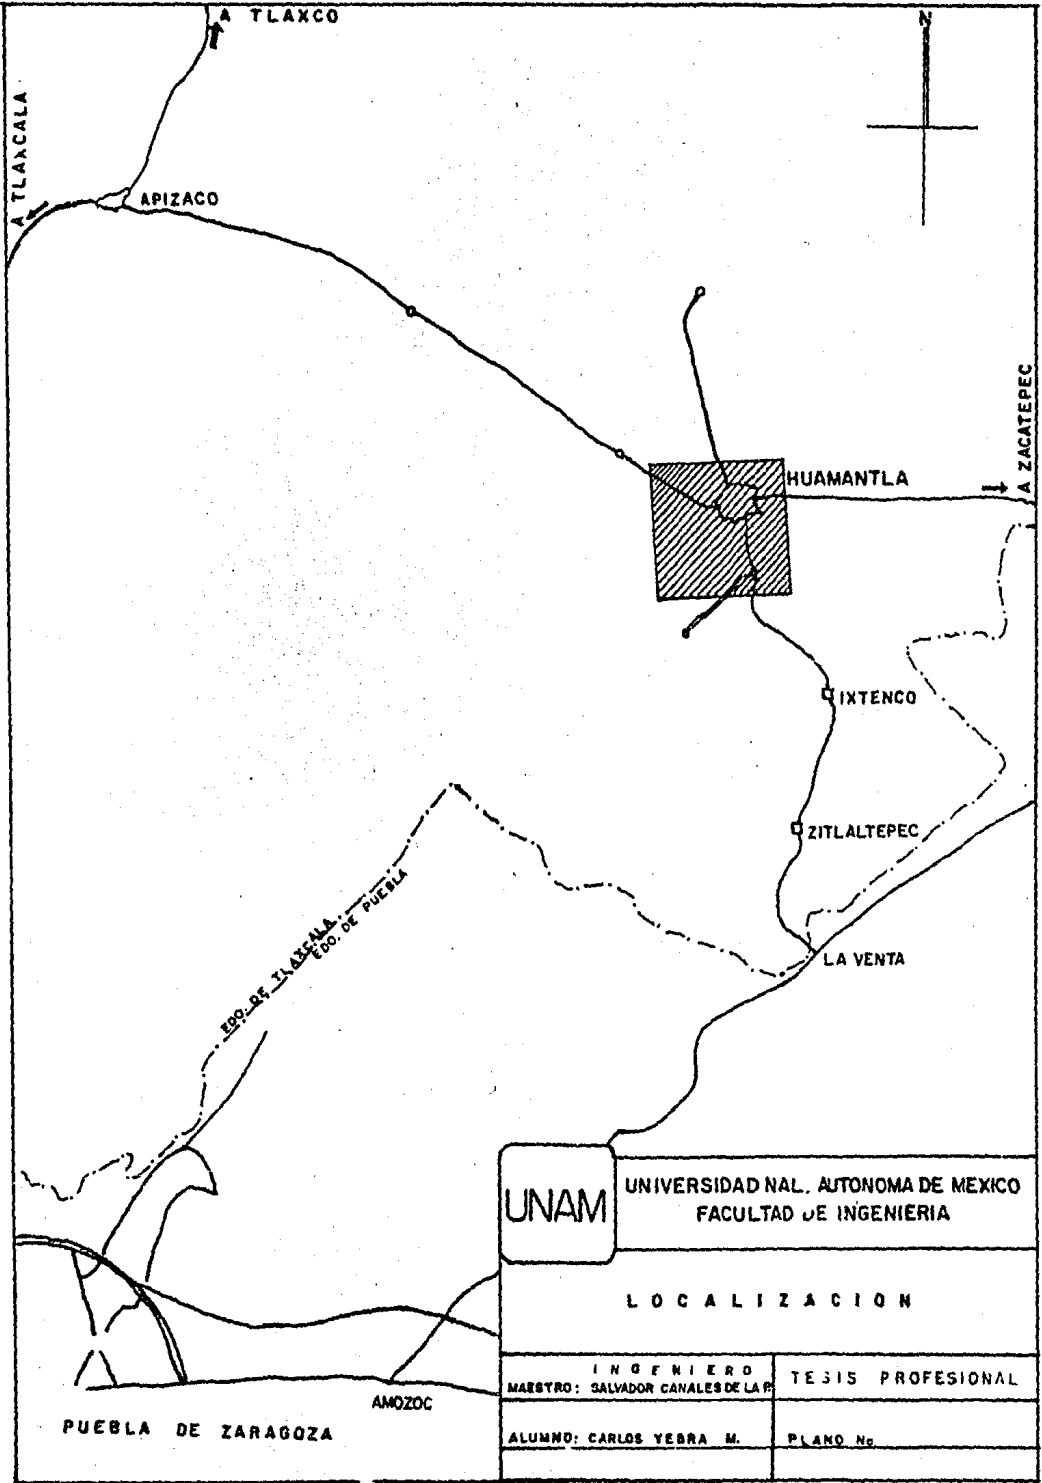 A TLAXCO
N
A TLAXCALA
APIZACO
A ZACATEPEC
HUAMANTLA
IXTENCO
ZITLALTEPEC
LA VENTA
EDO. DE TLAXCALA
EDO. DE PUEBLA
UNAM
UNIVERSIDAD NAL. AUTONOMA DE MEXICO
FACULTAD DE INGENIERIA
LOCALIZACION
INGENIERO
MAESTRO: SALVADOR CANALES DE LA P.
TESIS PROFESIONAL
AMOZOC
PUEBLA DE ZARAGOZA
ALUMNO: CARLOS YEBRA M.
PLANO No